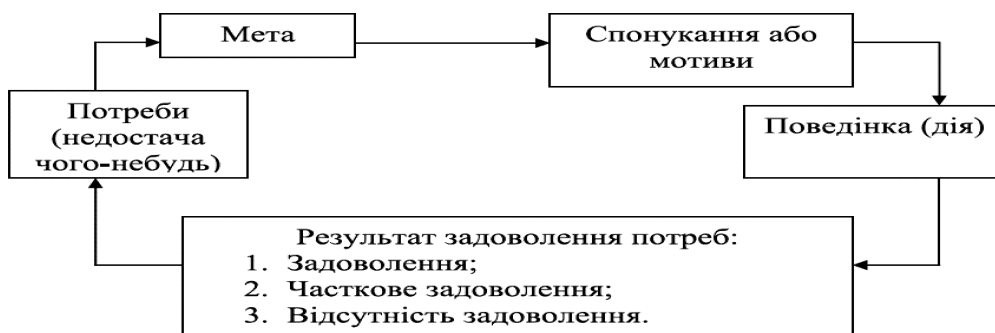 Мета
Спонукання або
мотиви
Потреби
(недостача
чого-небудь)
Поведінка (дія)
Результат задоволення потреб:
1. Задоволення;
2. Часткове задоволення;
3. Відсутність задоволення.